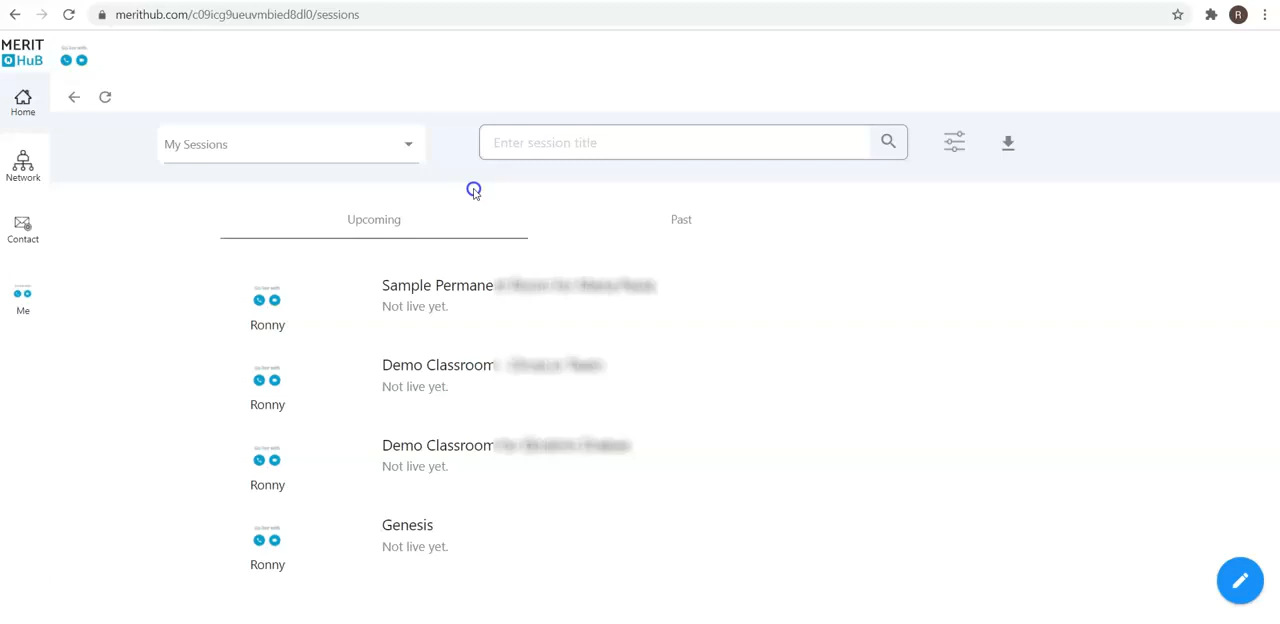 merithub.com/c09icg9ueuvmbied8dl0/sessions
R
MERIT
HUB
Home
My Sessions
Enter session title
Network
Upcoming
Past
Contact
Sample Permane
Not live yet.
Me
Ronny
Demo Classroom
Not live yet.
Ronny
Demo Classroom
Not live yet.
Ronny
Genesis
Not live yet.
Ronny